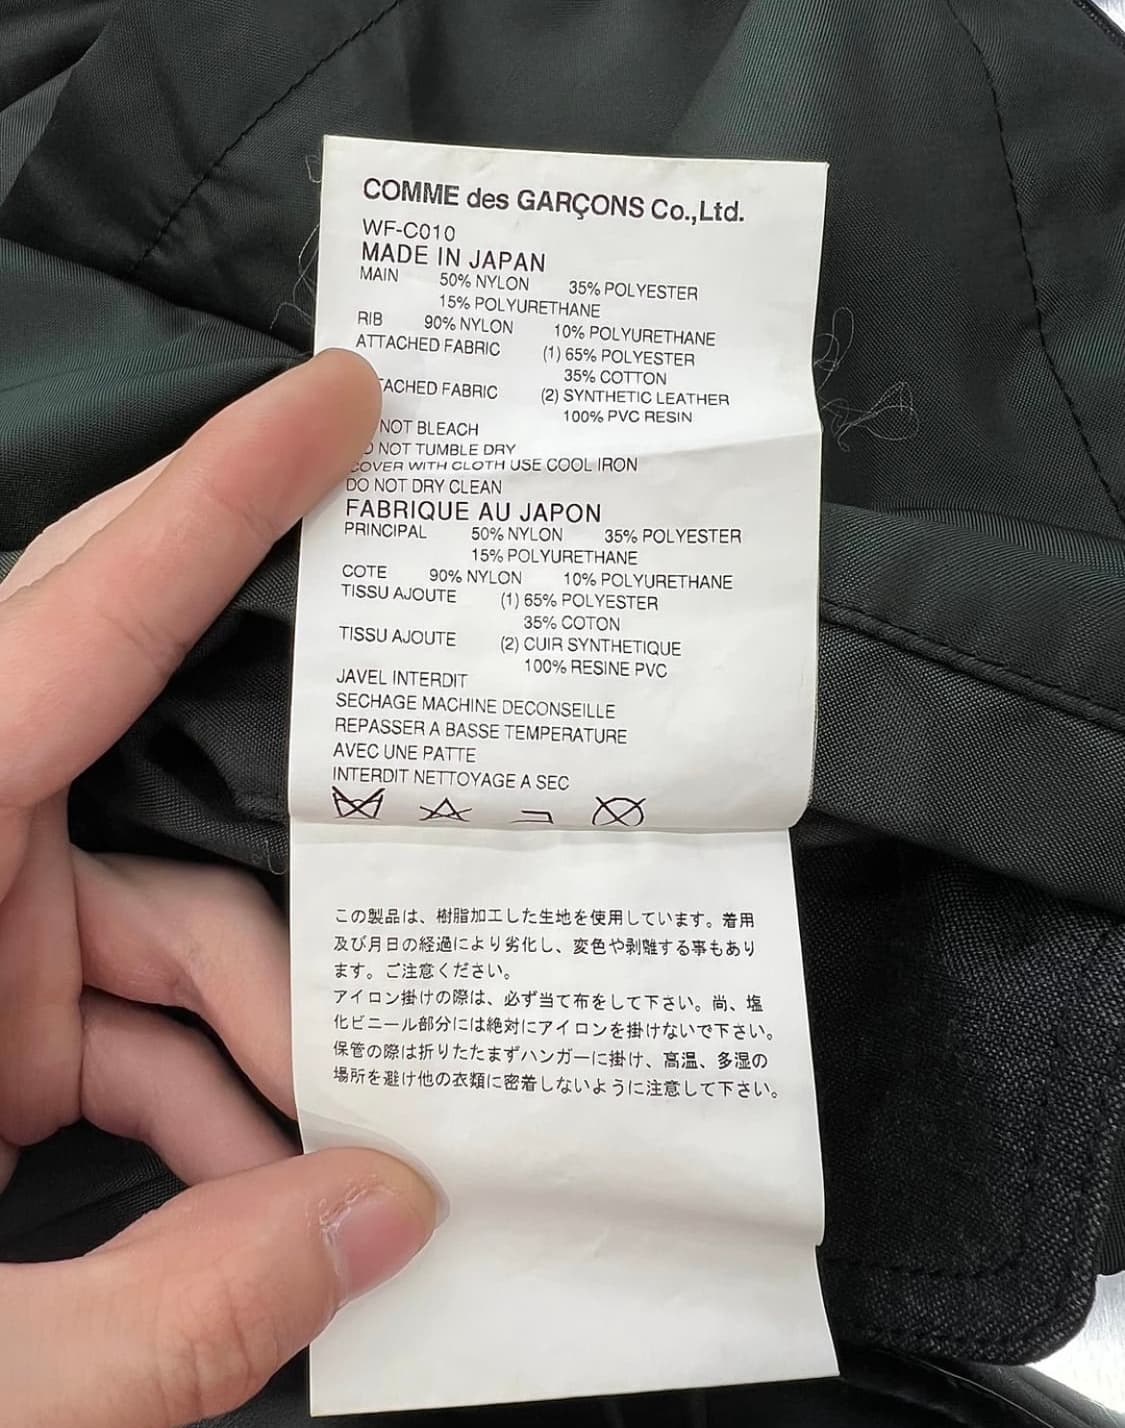 COMME des GARÇONS Co.,Ltd.
WF-C010
MADE IN JAPAN
MAIN 50% NYLON 35% POLYESTER
15% POLYURETHANE
RIB 90% NYLON 10% POLYURETHANE
ATTACHED FABRIC (1) 65% POLYESTER
35% COTTON
TACHED FABRIC (2) SYNTHETIC LEATHER
100% PVC RESIN
NOT BLEACH
NOT TUMBLE DRY
COVER WITH CLOTH USE COOL IRON
DO NOT DRY CLEAN
FABRIQUE AU JAPON
PRINCIPAL 50% NYLON 35% POLYESTER
15% POLYURETHANE
COTE 90% NYLON 10% POLYURETHANE
TISSU AJOUTE (1) 65% POLYESTER
35% COTON
TISSU AJOUTE (2) CUIR SYNTHETIQUE
100% RESINE PVC
JAVEL INTERDIT
SECHAGE MACHINE DECONSEILLE
REPASSER A BASSE TEMPERATURE
AVEC UNE PATTE
INTERDIT NETTOYAGE A SEC
この製品は、樹脂加工した生地を使用しています。着用
及び月日の経過により劣化し、変色や剥離する事もあり
ます。ご注意ください。
アイロン掛けの際は、必ず当て布をして下さい。尚、塩
化ビニール部分には絶対にアイロンを掛けないで下さい。
保管の際は折りたたまずハンガーに掛け、高温、多湿の
場所を避け他の衣類に密着しないように注意して下さい。